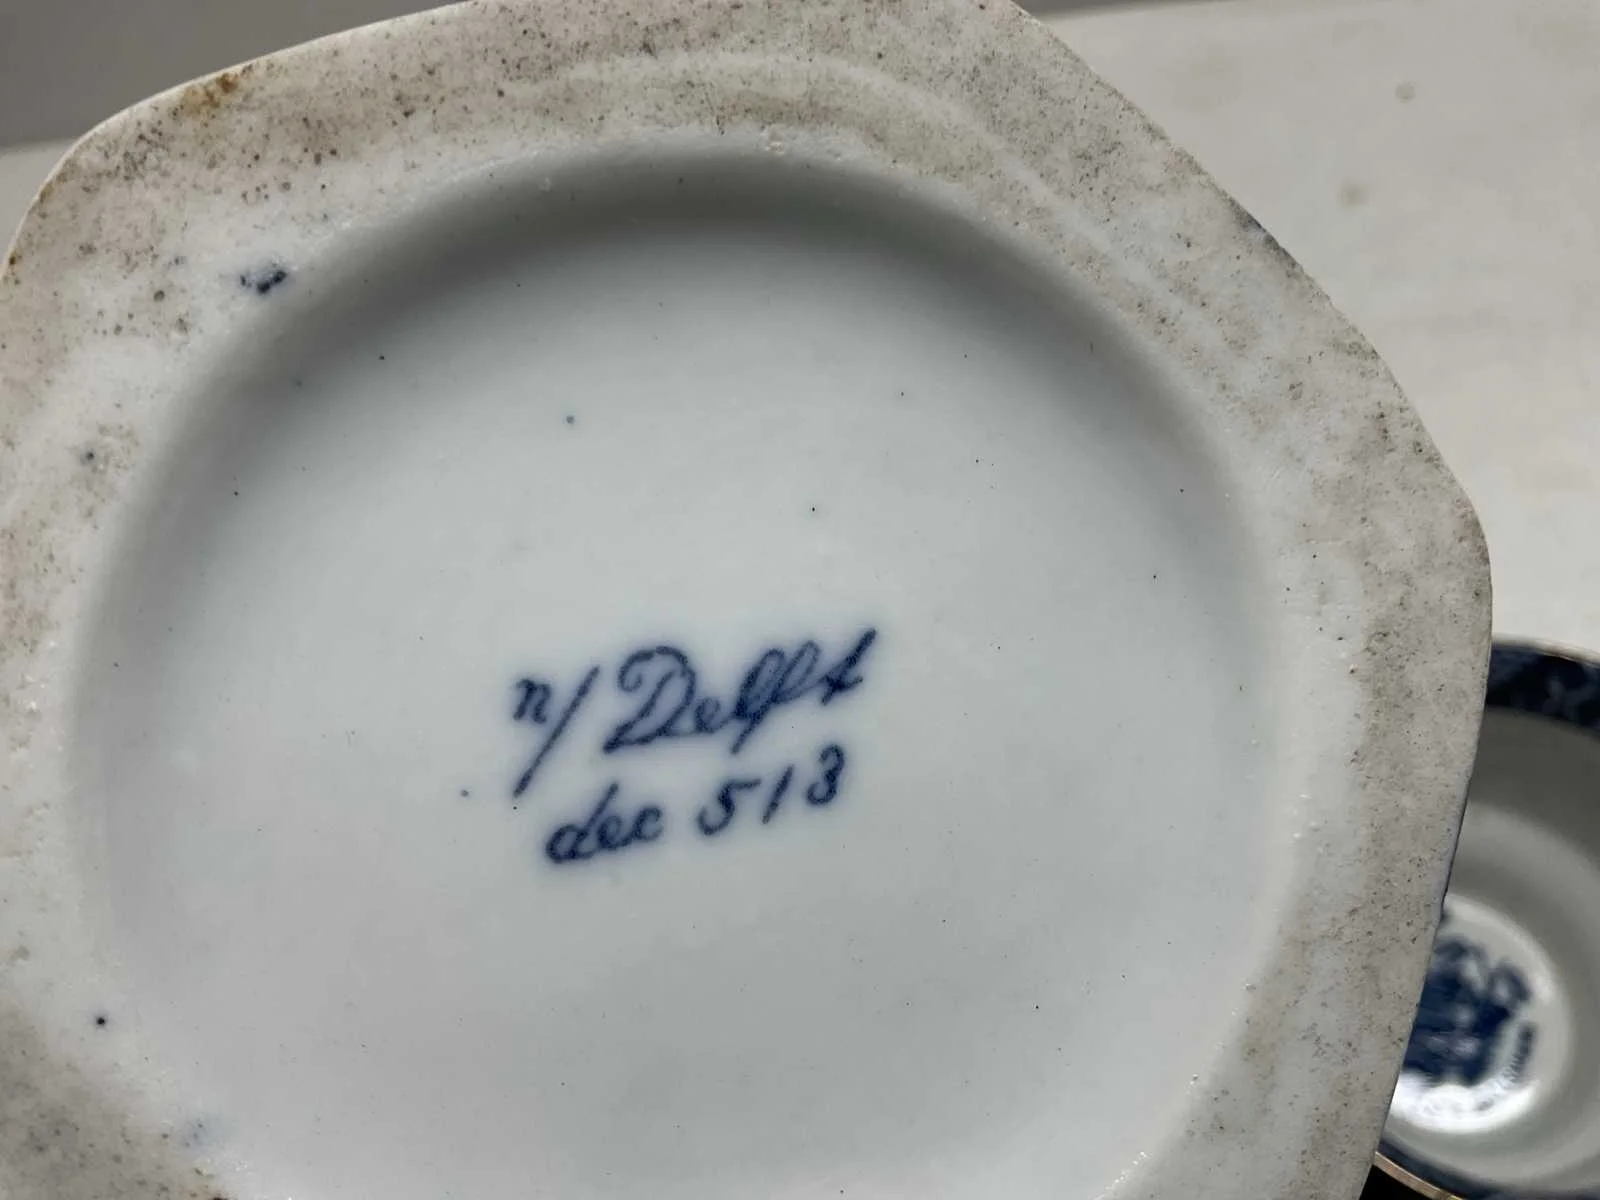 n/ Delft
dec 513